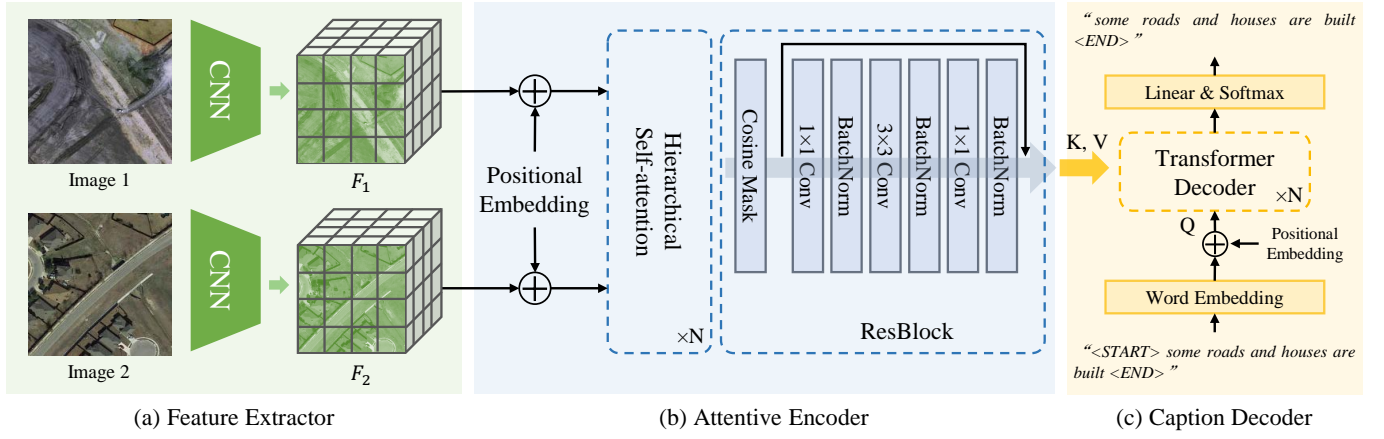 Image 1
CNN
F₁
Image 2
CNN
F₂
(a) Feature Extractor
Positional
Embedding
Hierarchical
Self-attention
×N
Cosine Mask
1×1 Conv
BatchNorm
3×3 Conv
BatchNorm
1×1 Conv
BatchNorm
ResBlock
(b) Attentive Encoder
K, V
“some roads and houses are built
<END>”
Linear & Softmax
Transformer
Decoder
×N
Q
Positional
Embedding
Word Embedding
“<START> some roads and houses are
built <END>”
(c) Caption Decoder